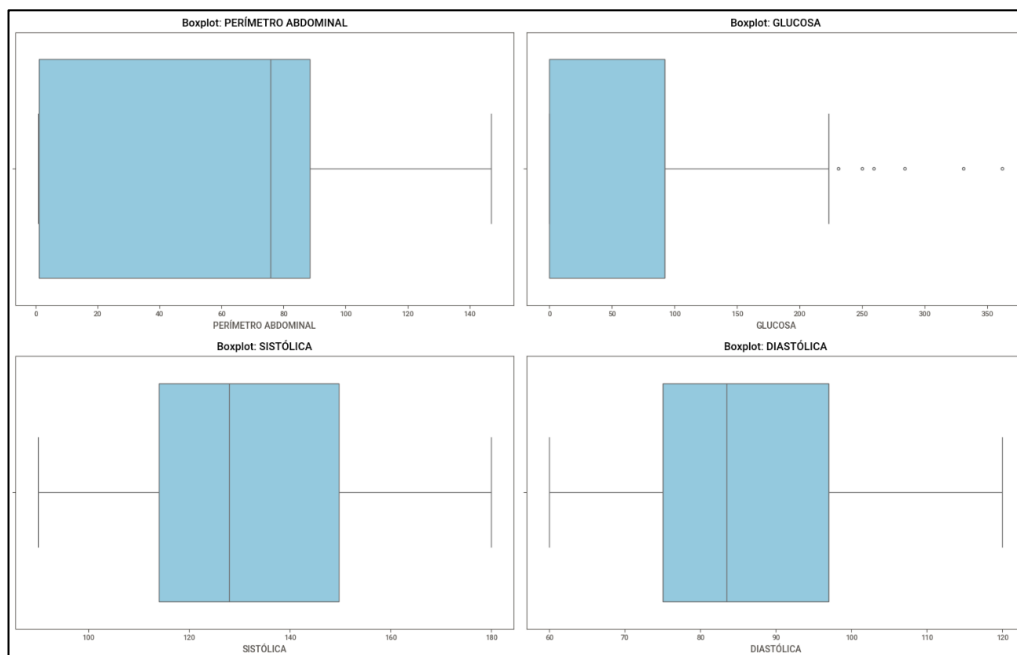 Boxplot: PERÍMETRO ABDOMINAL
0 20 40 60 80 100 120 140
PERÍMETRO ABDOMINAL
Boxplot: GLUCOSA
0 50 100 150 200 250 300 350
GLUCOSA
Boxplot: SISTÓLICA
100 120 140 160 180
SISTÓLICA
Boxplot: DIASTÓLICA
60 70 80 90 100 110 120
DIASTÓLICA